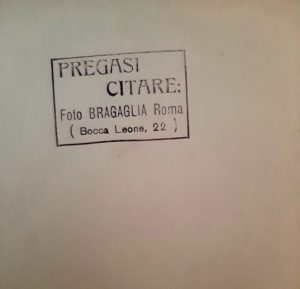 PREGASI
CITARE:
Foto BRAGAGLIA Roma
( Bocca Leone, 22 )